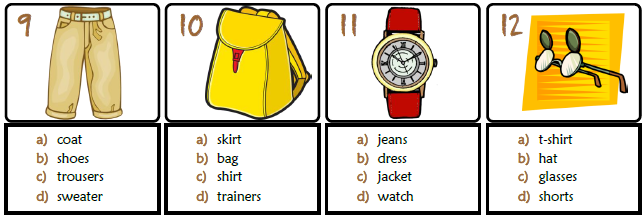 9
a) coat
b) shoes
c) trousers
d) sweater
10
a) skirt
b) bag
c) shirt
d) trainers
11
a) jeans
b) dress
c) jacket
d) watch
12
a) t-shirt
b) hat
c) glasses
d) shorts